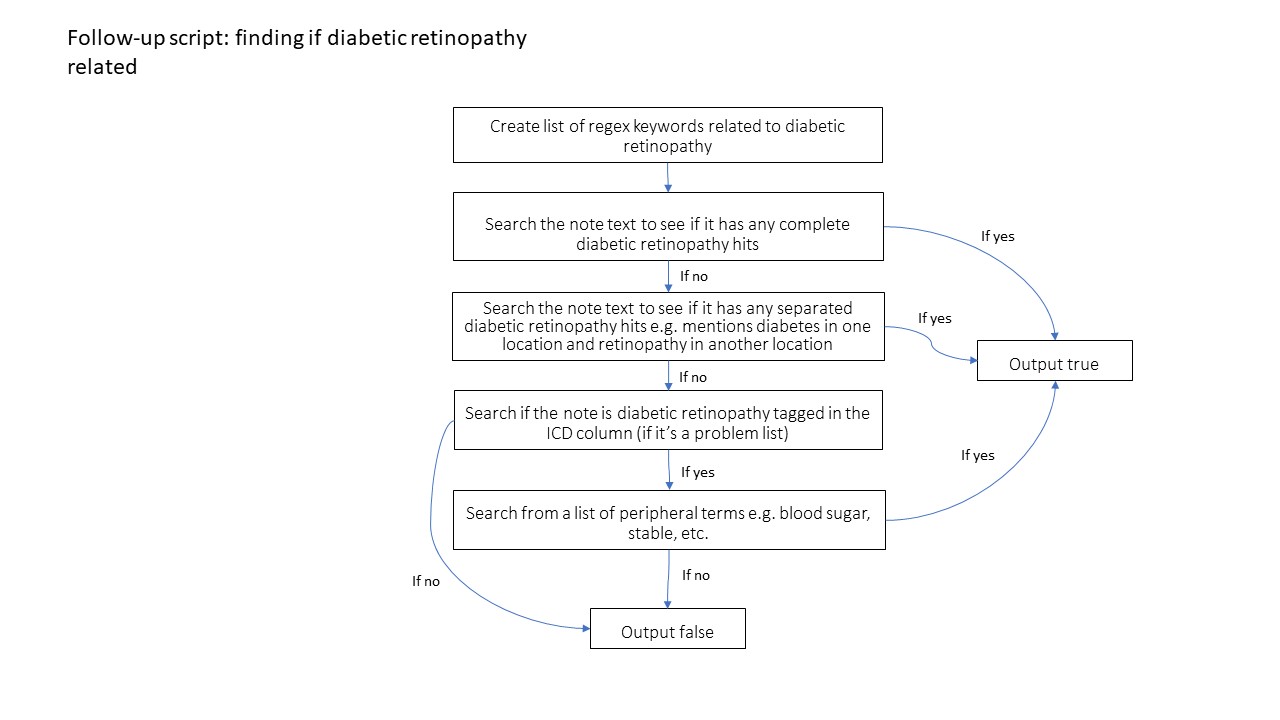 Follow-up script: finding if diabetic retinopathy
related
Create list of regex keywords related to diabetic
retinopathy
Search the note text to see if it has any complete
diabetic retinopathy hits
If yes
If no
Search the note text to see if it has any separated
diabetic retinopathy hits e.g. mentions diabetes in one
location and retinopathy in another location
If yes
Output true
If no
Search if the note is diabetic retinopathy tagged in the
ICD column (if it’s a problem list)
If yes
If yes
Search from a list of peripheral terms e.g. blood sugar,
stable, etc.
If no
If no
Output false